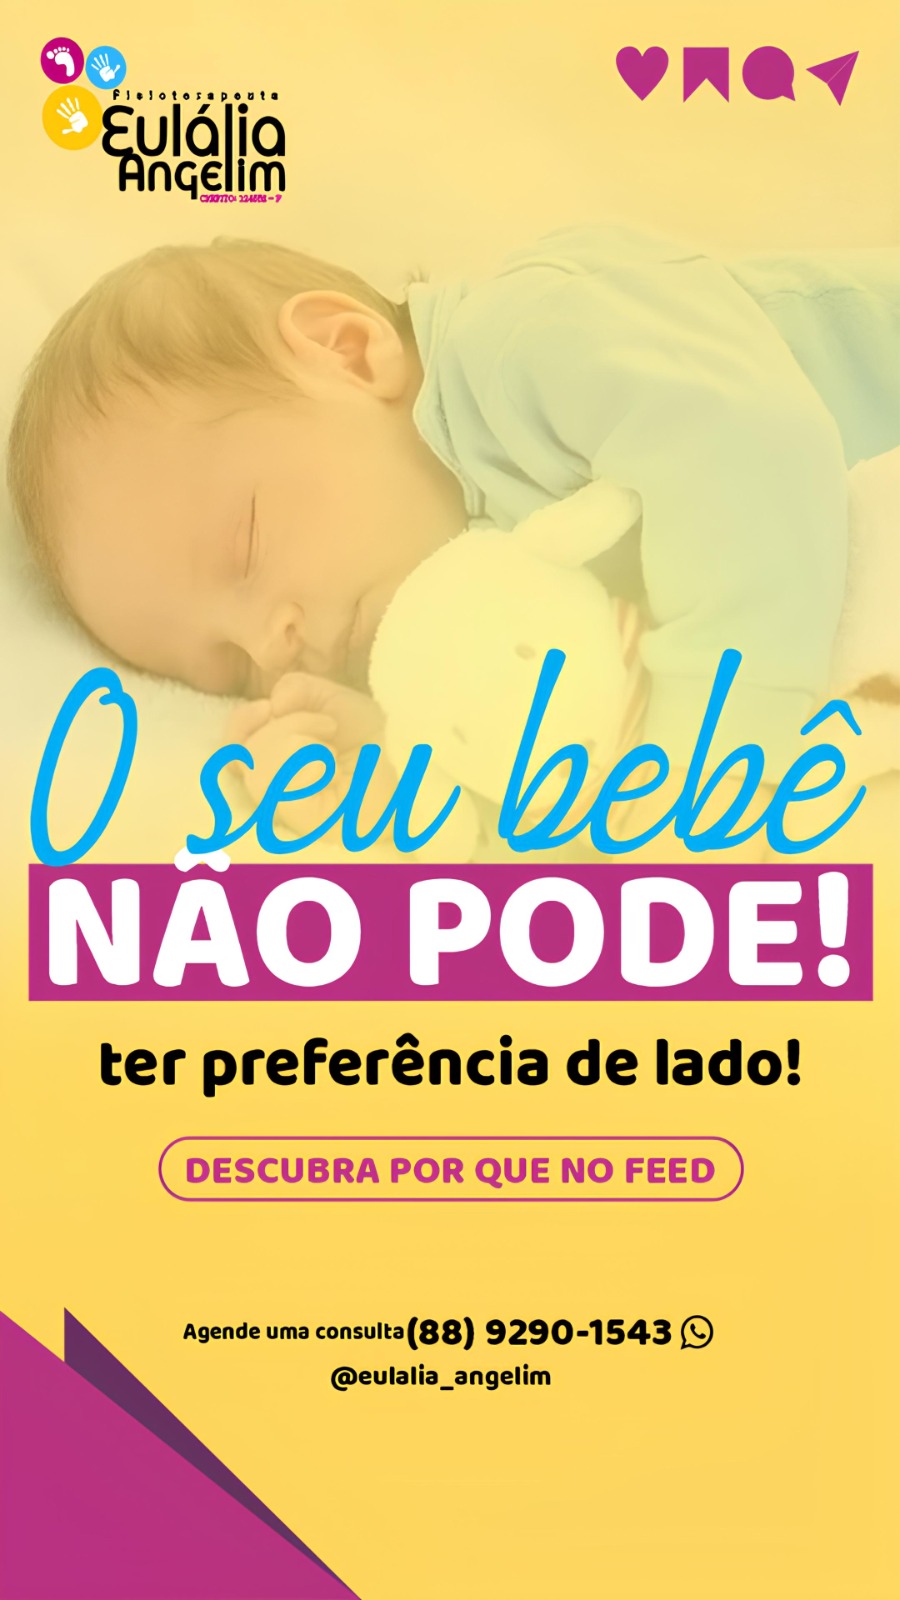 Fisioterapeuta
Eulália
Angelim
O seu bebê
NÃO PODE!
ter preferência de lado!
DESCUBRA POR QUE NO FEED
Agende uma consulta (88) 9290-1543
@eulalia_angelim